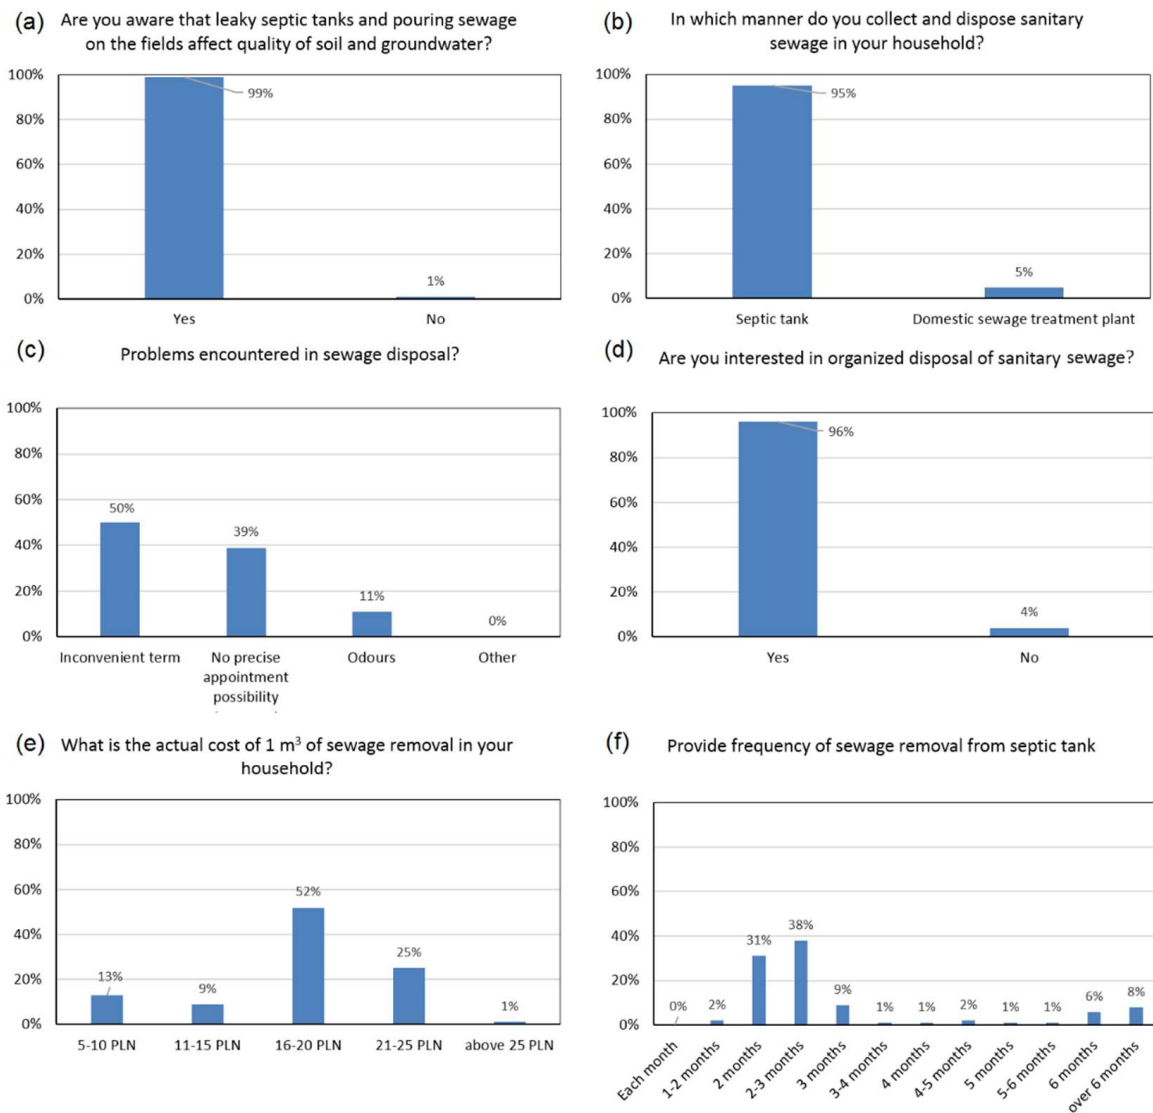 (a) Are you aware that leaky septic tanks and pouring sewage
on the fields affect quality of soil and groundwater?
100%
80%
60%
40%
20%
0%
99%
1%
Yes
No
(b) In which manner do you collect and dispose sanitary
sewage in your household?
100%
80%
60%
40%
20%
0%
95%
5%
Septic tank
Domestic sewage treatment plant
(c) Problems encountered in sewage disposal?
100%
80%
60%
40%
20%
0%
50%
39%
11%
0%
Inconvenient term
No precise
appointment
possibility
Odours
Other
(d) Are you interested in organized disposal of sanitary sewage?
100%
80%
60%
40%
20%
0%
96%
4%
Yes
No
(e) What is the actual cost of 1 m³ of sewage removal in your
household?
100%
80%
60%
40%
20%
0%
13%
9%
52%
25%
1%
5-10 PLN
11-15 PLN
16-20 PLN
21-25 PLN
above 25 PLN
(f) Provide frequency of sewage removal from septic tank
100%
80%
60%
40%
20%
0%
0%
2%
31%
38%
9%
1%
1%
2%
1%
1%
6%
8%
Each month
1-2 months
2 months
2-3 months
3 months
3-4 months
4 months
4-5 months
5 months
5-6 months
6 months
over 6 months